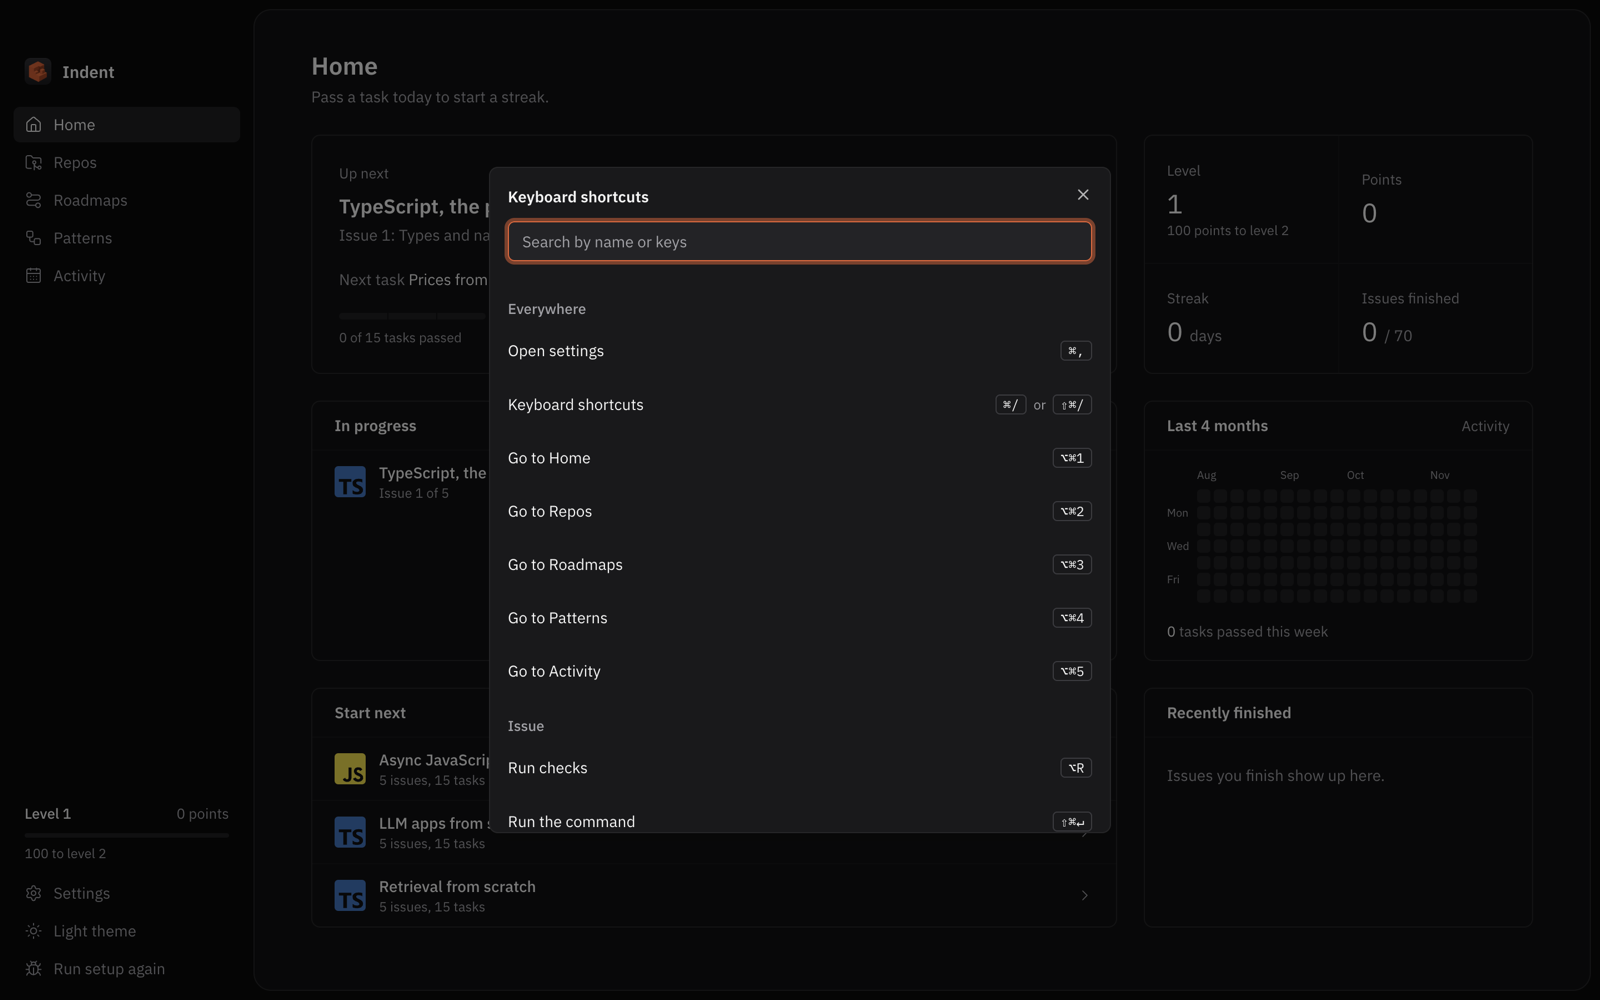 Indent
Home
Repos
Roadmaps
Patterns
Activity
Level 1
0 points
100 to level 2
Settings
Light theme
Run setup again
Home
Pass a task today to start a streak.
Up next
TypeScript, the
Issue 1: Types and na
Next task Prices from
0 of 15 tasks passed
Level
1
100 points to level 2
Points
0
Streak
0 days
Issues finished
0 / 70
In progress
TypeScript, the
Issue 1 of 5
Last 4 months
Activity
Aug Sep Oct Nov
Mon
Wed
Fri
0 tasks passed this week
Start next
JS
Async JavaScrip
5 issues, 15 tasks
TS
LLM apps from
5 issues, 15 tasks
TS
Retrieval from scratch
5 issues, 15 tasks
Recently finished
Issues you finish show up here.
TS
Keyboard shortcuts
Search by name or keys
Everywhere
Open settings ⌘,
Keyboard shortcuts ⌘/ or ⇧⌘/
Go to Home ⌥⌘1
Go to Repos ⌥⌘2
Go to Roadmaps ⌥⌘3
Go to Patterns ⌥⌘4
Go to Activity ⌥⌘5
Issue
Run checks ⌥R
Run the command ⇧⌘↵